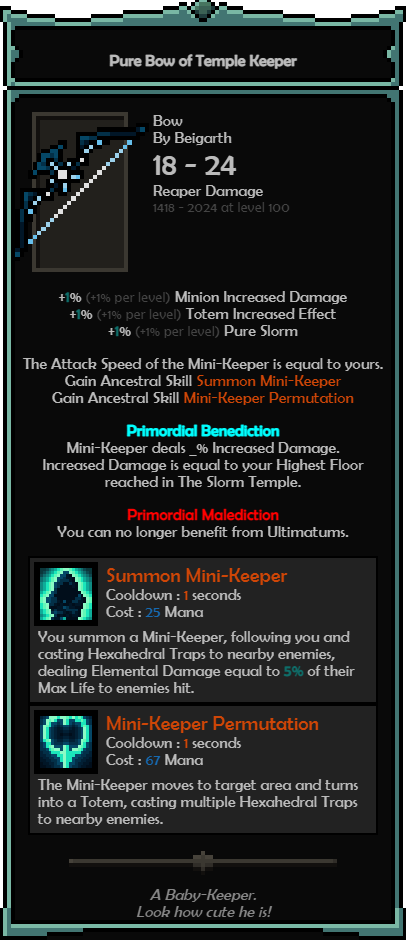 Pure Bow of Temple Keeper
Bow
By Beigarth
18 - 24
Reaper Damage
1418 - 2024 at level 100
+1% (+1% per level) Minion Increased Damage
+1% (+1% per level) Totem Increased Effect
+1% (+1% per level) Pure Slorm
The Attack Speed of the Mini-Keeper is equal to yours.
Gain Ancestral Skill Summon Mini-Keeper
Gain Ancestral Skill Mini-Keeper Permutation
Primordial Benediction
Mini-Keeper deals _% Increased Damage.
Increased Damage is equal to your Highest Floor
reached in The Slorm Temple.
Primordial Malediction
You can no longer benefit from Ultimatums.
Summon Mini-Keeper
Cooldown : 1 seconds
Cost : 25 Mana
You summon a Mini-Keeper, following you and
casting Hexahedral Traps to nearby enemies,
dealing Elemental Damage equal to 5% of their
Max Life to enemies hit.
Mini-Keeper Permutation
Cooldown : 1 seconds
Cost : 67 Mana
The Mini-Keeper moves to target area and turns
into a Totem, casting multiple Hexahedral Traps
to nearby enemies.
A Baby-Keeper.
Look how cute he is!